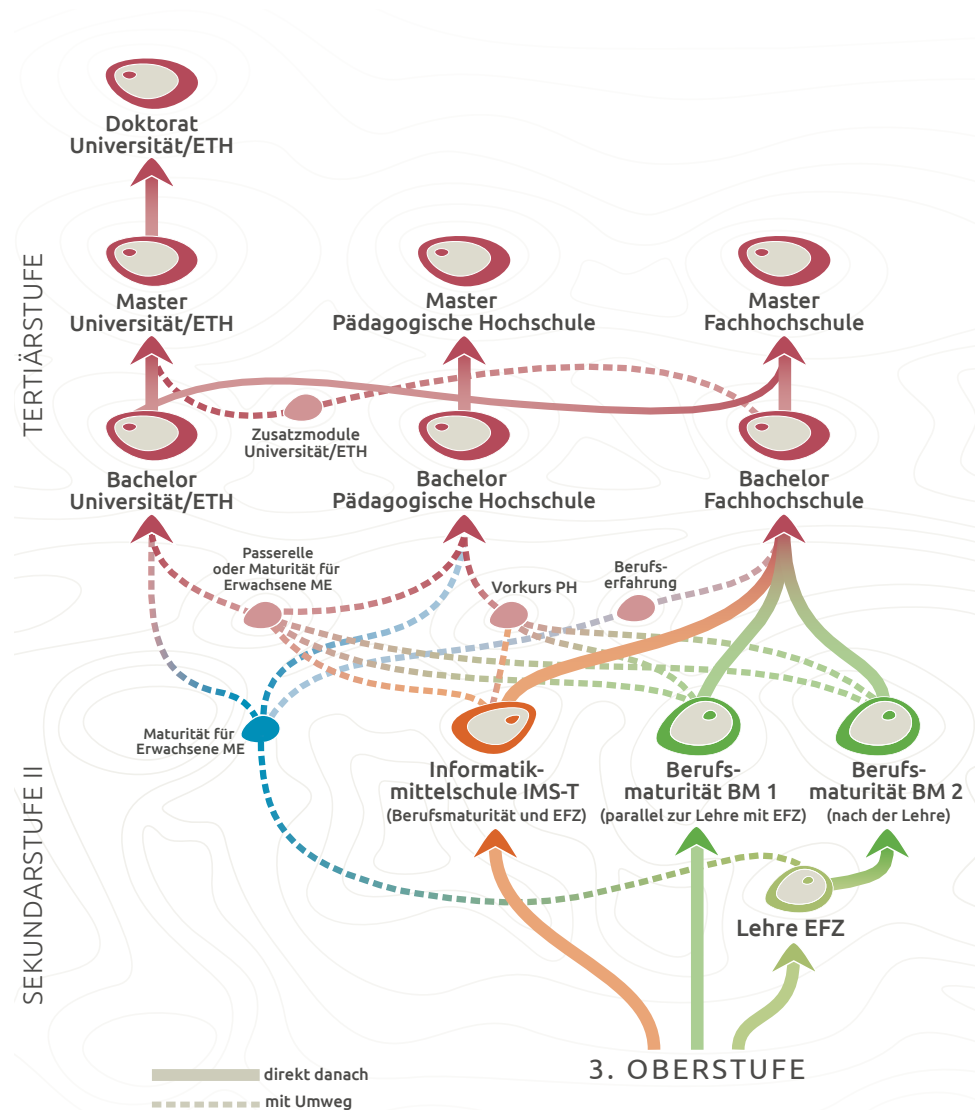 Doktorat
Universität/ETH
TERTIÄRSTUFE
Master
Universität/ETH
Master
Pädagogische Hochschule
Master
Fachhochschule
Zusatzmodule
Universität/ETH
Bachelor
Universität/ETH
Bachelor
Pädagogische Hochschule
Bachelor
Fachhochschule
Passerelle
oder Maturität für
Erwachsene ME
Vorkurs PH
Berufs-
erfahrung
Maturität für
Erwachsene ME
SEKUNDARSTUFE II
Informatik-
mittelschule IMS-T
(Berufsmaturität und EFZ)
Berufs-
maturität BM 1
(parallel zur Lehre mit EFZ)
Berufs-
maturität BM 2
(nach der Lehre)
Lehre EFZ
3. OBERSTUFE
direkt danach
mit Umweg